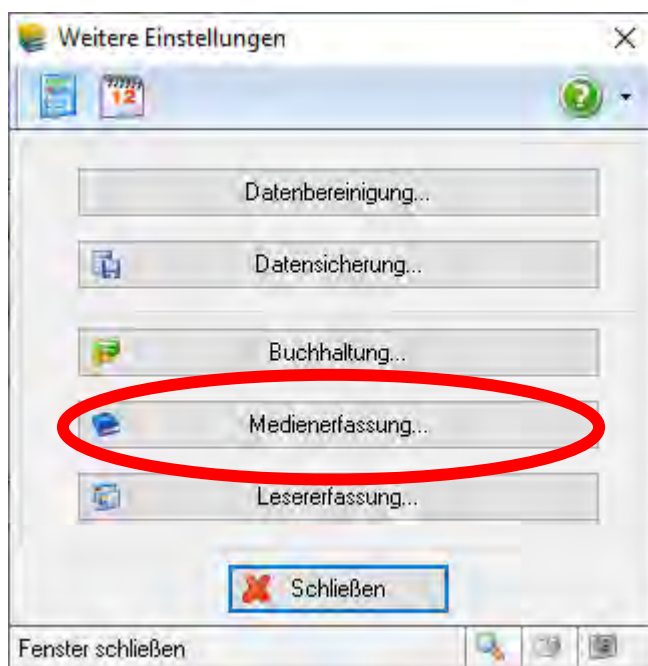 Weitere Einstellungen
12
Datenbereinigung...
Datensicherung...
Buchhaltung...
Medienerfassung...
Lesererfassung...
Schließen
Fenster schließen